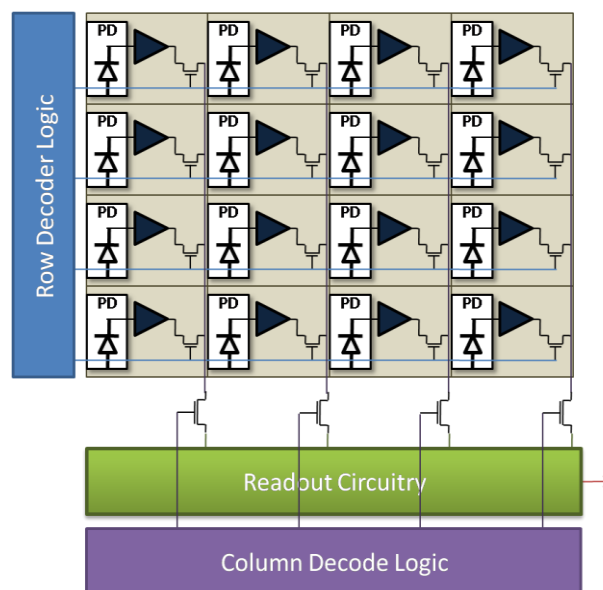 Row Decoder Logic
PD PD PD PD
PD PD PD PD
PD PD PD PD
PD PD PD PD
Readout Circuitry
Column Decode Logic